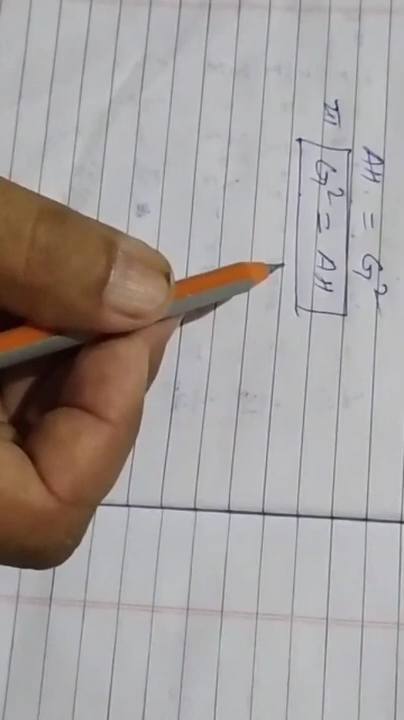 AH = G²
⇒ G² = AH